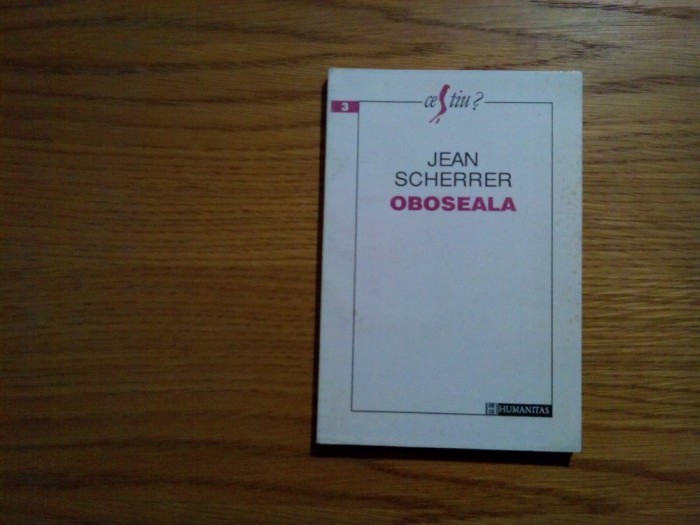 ce Știu?
3
JEAN
SCHERRER
OBOSEALA
H HUMANITAS